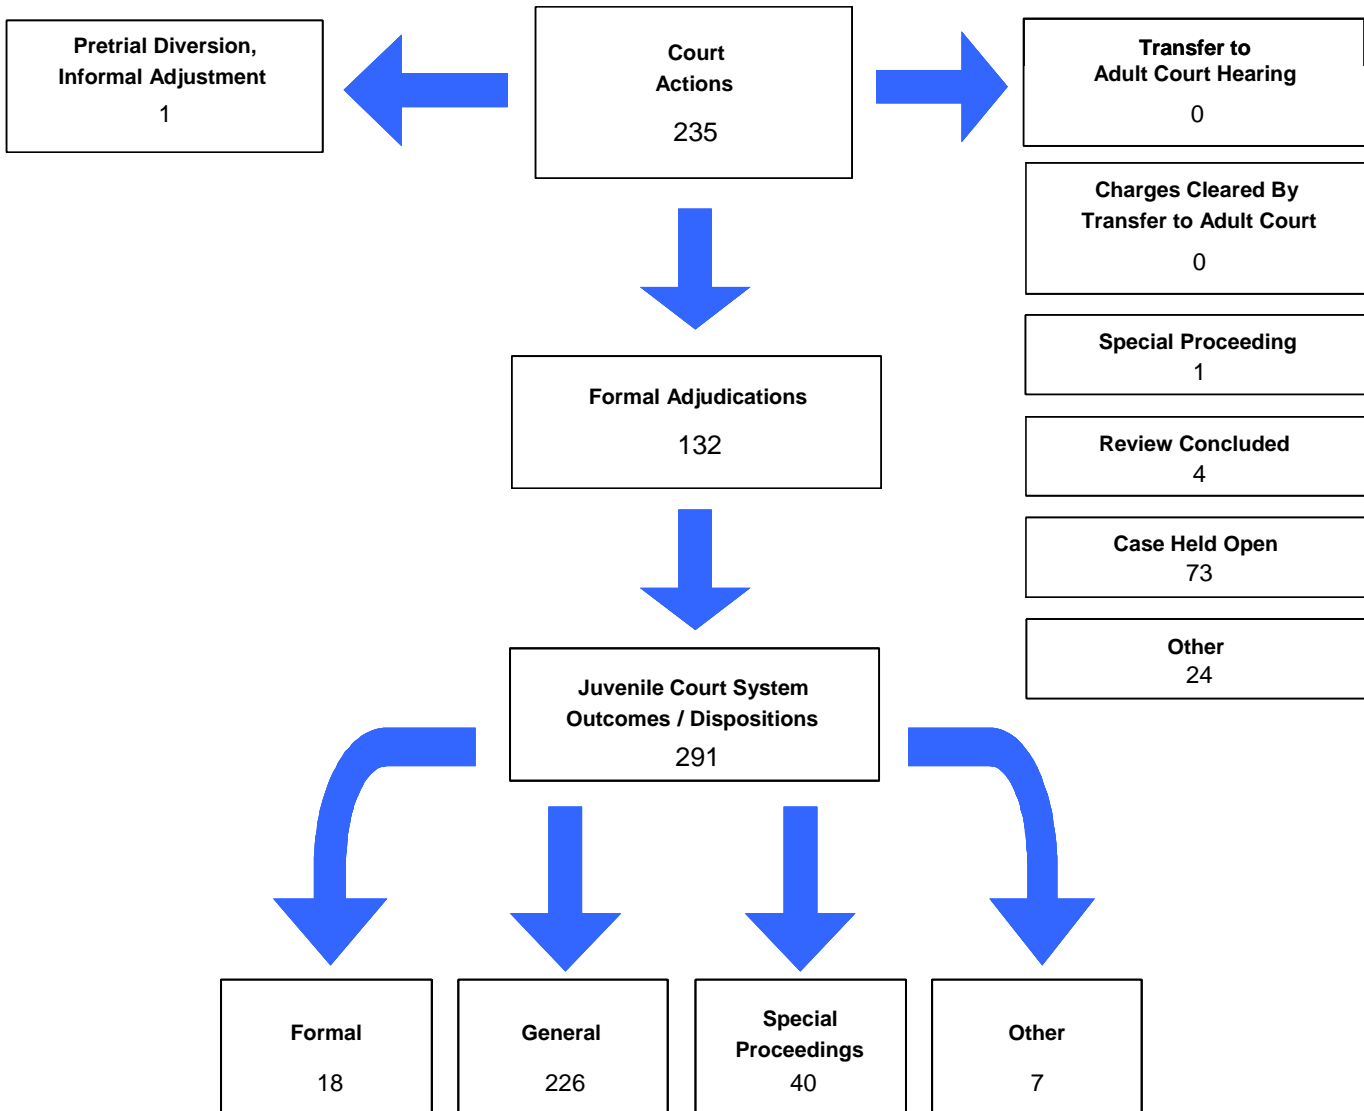 Pretrial Diversion,
Informal Adjustment
1
Court
Actions
235
Transfer to
Adult Court Hearing
0
Charges Cleared By
Transfer to Adult Court
0
Special Proceeding
1
Review Concluded
4
Case Held Open
73
Other
24
Formal Adjudications
132
Juvenile Court System
Outcomes / Dispositions
291
Formal
18
General
226
Special
Proceedings
40
Other
7